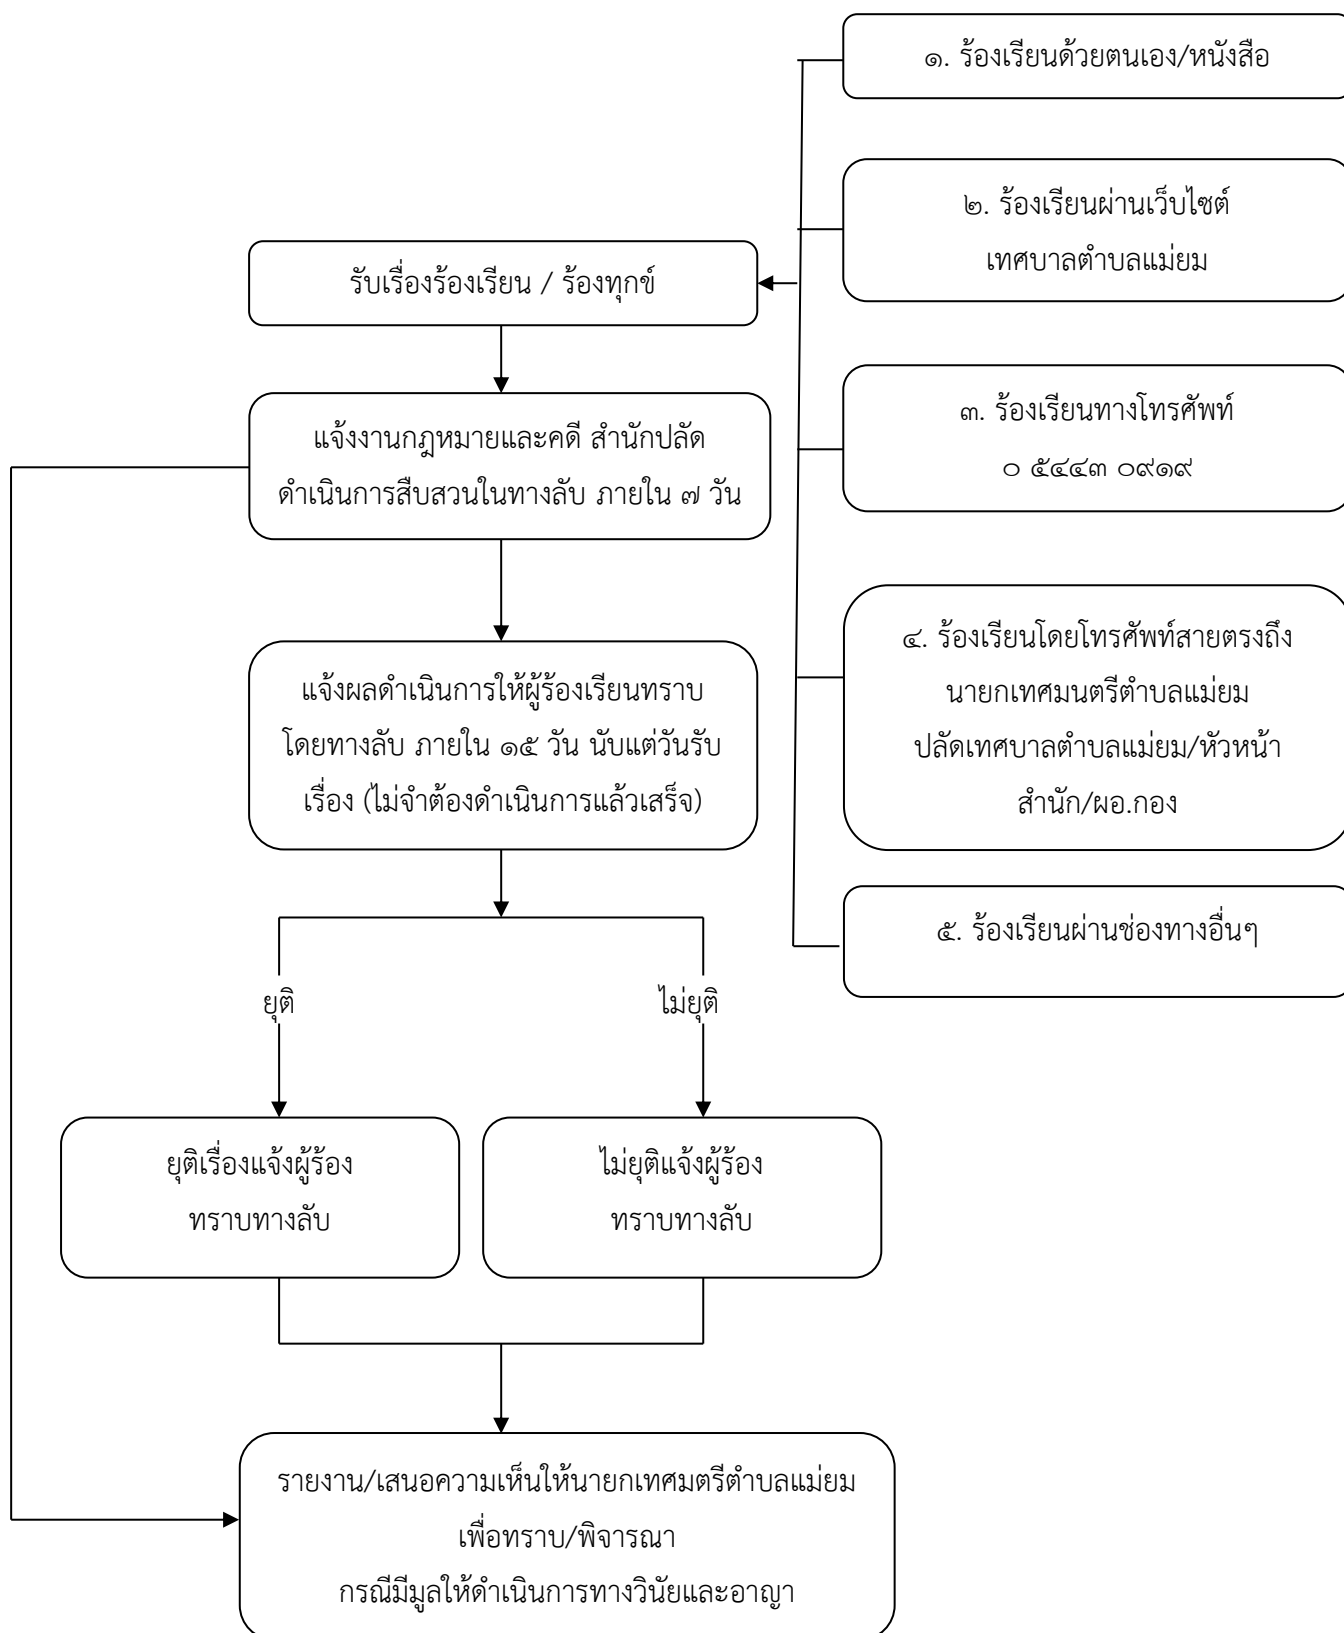 ๑. ร้องเรียนด้วยตนเอง/หนังสือ
๒. ร้องเรียนผ่านเว็บไซต์
เทศบาลตำบลแม่ยม
รับเรื่องร้องเรียน / ร้องทุกข์
๓. ร้องเรียนทางโทรศัพท์
๐ ๕๔๔๓ ๐๙๑๙
แจ้งงานกฎหมายและคดี สำนักปลัด
ดำเนินการสืบสวนในทางลับ ภายใน ๗ วัน
๔. ร้องเรียนโดยโทรศัพท์สายตรงถึง
นายกเทศมนตรีตำบลแม่ยม
ปลัดเทศบาลตำบลแม่ยม/หัวหน้า
สำนัก/ผอ.กอง
แจ้งผลดำเนินการให้ผู้ร้องเรียนทราบ
โดยทางลับ ภายใน ๑๕ วัน นับแต่วันรับ
เรื่อง (ไม่จำต้องดำเนินการแล้วเสร็จ)
๕. ร้องเรียนผ่านช่องทางอื่นๆ
ยุติ
ไม่ยุติ
ยุติเรื่องแจ้งผู้ร้อง
ทราบทางลับ
ไม่ยุติแจ้งผู้ร้อง
ทราบทางลับ
รายงาน/เสนอความเห็นให้นายกเทศมตรีตำบลแม่ยม
เพื่อทราบ/พิจารณา
กรณีมีมูลให้ดำเนินการทางวินัยและอาญา